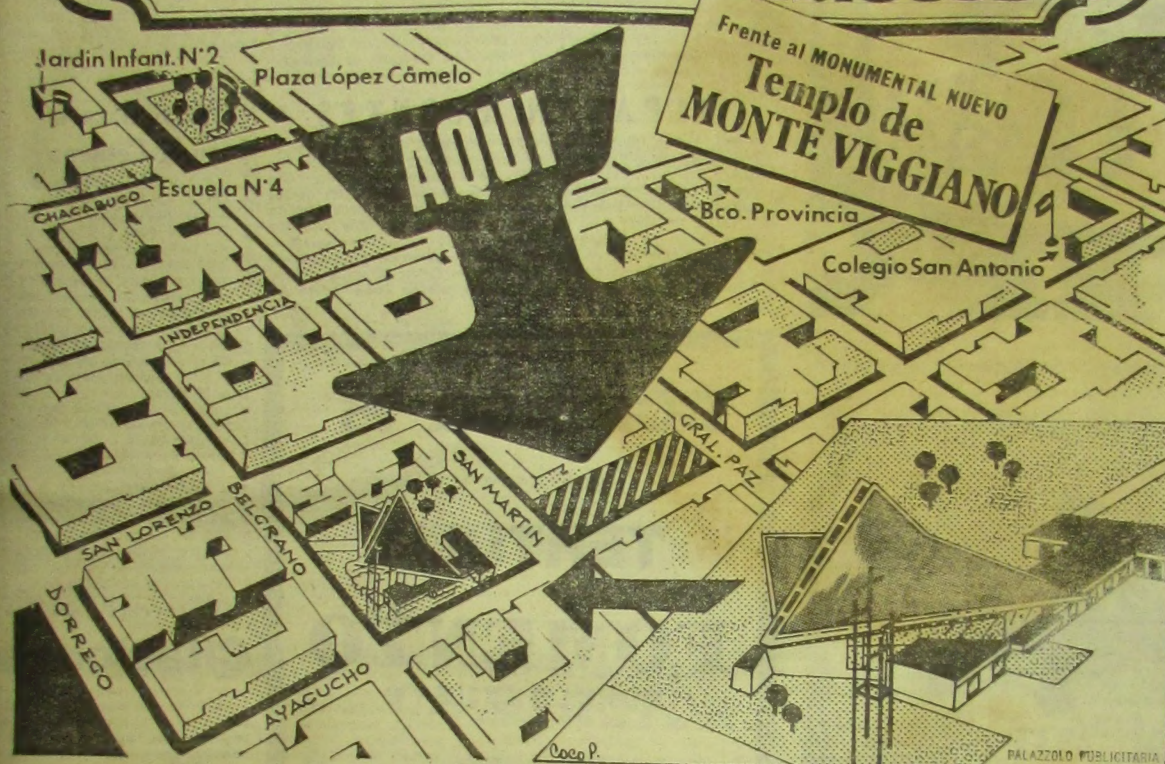 Frente al MONUMENTAL NUEVO
Templo de
MONTE VIGGIANO
Jardin Infant. N°2
Plaza López Câmelo
AQUI
Escuela N°4
CHACABUCO
Bco. Provincia
Colegio San Antonio
INDEPENDENCIA
GRAL. PAZ
SAN MARTIN
BELGRANO
SAN LORENZO
DORREGO
AYACUCHO
Coco P.
PALAZZOLO PUBLICITARIA